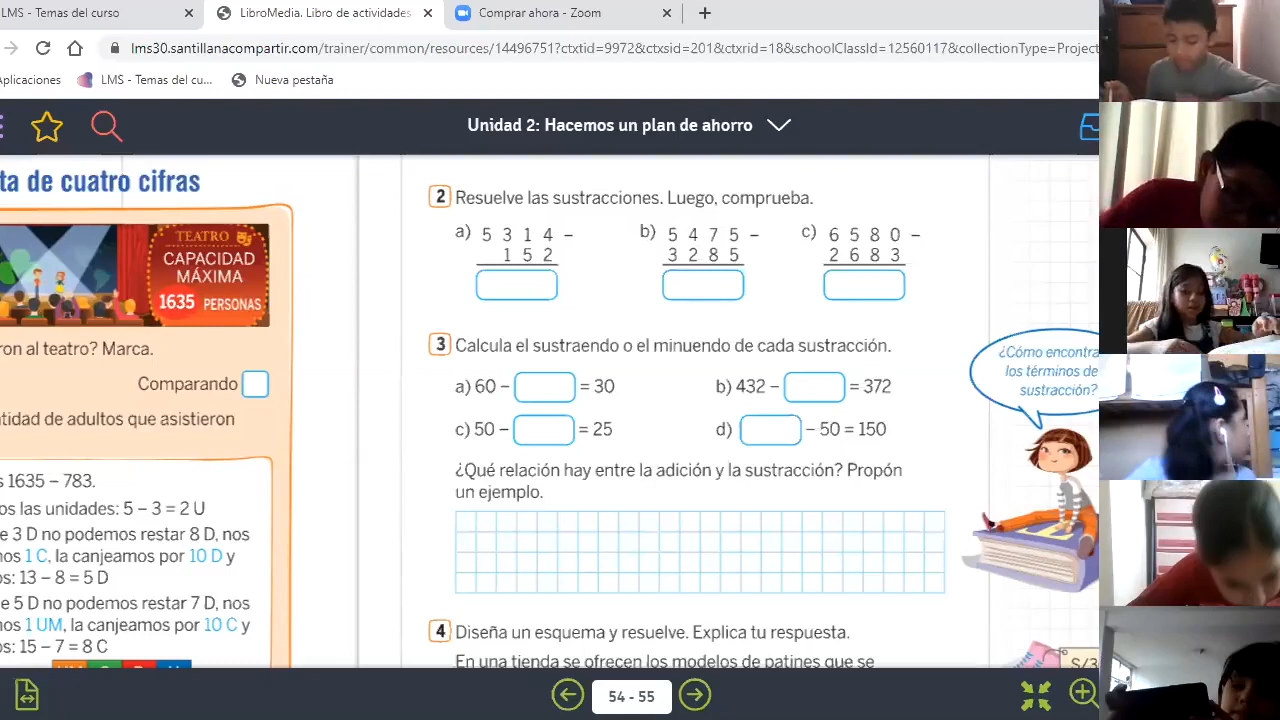 LMS - Temas del curso
LibroMedia. Libro de actividades
Comprar ahora - Zoom
lms30.santillanacompartir.com/trainer/common/resources/14496751?ctxtid=9972&ctxsid=201&ctxrid=18&schoolClassId=12560117&collectionType=Project
plicaciones
LMS - Temas del cu...
Nueva pestaña
Unidad 2: Hacemos un plan de ahorro
ta de cuatro cifras
TEATRO
CAPACIDAD
MÁXIMA
1635 PERSONAS
ron al teatro? Marca.
Comparando
ntidad de adultos que asistieron
s 1635 – 783.
os las unidades: 5 – 3 = 2 U
e 3 D no podemos restar 8 D, nos
nos 1 C, la canjeamos por 10 D y
os: 13 – 8 = 5 D
e 5 D no podemos restar 7 D, nos
nos 1 UM, la canjeamos por 10 C y
os: 15 – 7 = 8 C
2 Resuelve las sustracciones. Luego, comprueba.
a) 5 3 1 4 – b) 5 4 7 5 – c) 6 5 8 0 –
1 5 2 3 2 8 5 2 6 8 3
3 Calcula el sustraendo o el minuendo de cada sustracción.
a) 60 – = 30 b) 432 – = 372
c) 50 – = 25 d) – 50 = 150
¿Qué relación hay entre la adición y la sustracción? Propón
un ejemplo.
¿Cómo encontra
los términos de
sustracción?
4 Diseña un esquema y resuelve. Explica tu respuesta.
En una tienda se ofrecen los modelos de patines que se
S/3
54 - 55